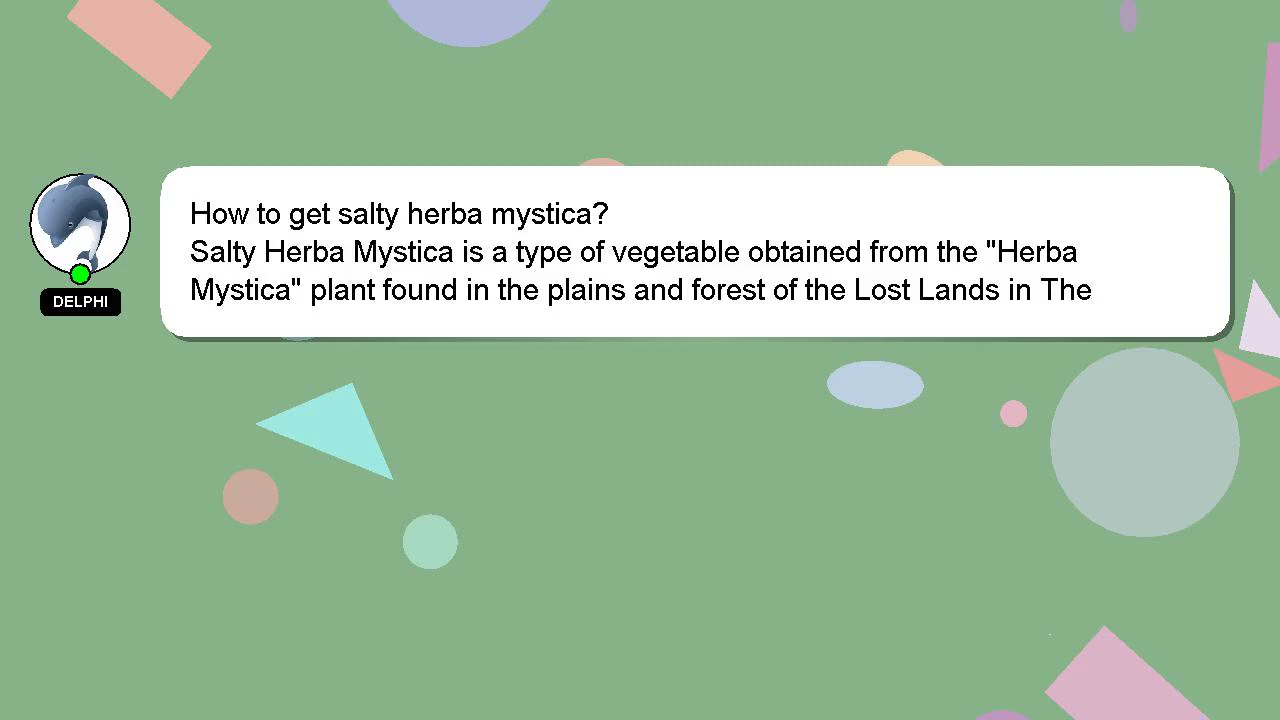 How to get salty herba mystica?
Salty Herba Mystica is a type of vegetable obtained from the "Herba
Mystica" plant found in the plains and forest of the Lost Lands in The
DELPHI